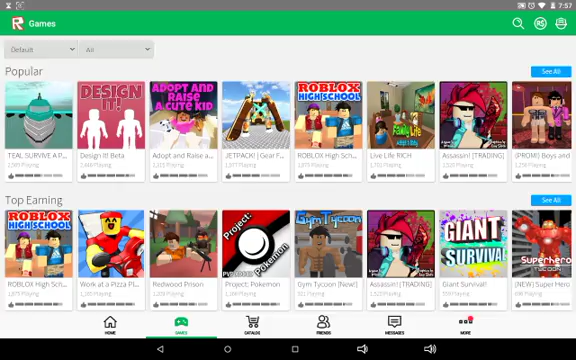 7:57
R Games
R$
Default All
Popular
See All
DESIGN IT!
ADOPT AND RAISE A CUTE KID
ROBLOX HIGH SCHOOL
Family Life
TEAL SURVIVE A P...
Design It! Beta
Adopt and Raise a...
JETPACK! | Gear F...
ROBLOX High Sch...
Live Life RICH
Assassin! [TRADING]
(PROM) Boys and
Top Earning
See All
ROBLOX HIGH SCHOOL
Project: Pokemon
GYM TYCOON
GIANT SURVIVAL!
Superhero TYCOON
ROBLOX High Sch...
Work at a Pizza Pl...
Redwood Prison
Project: Pokemon
Gym Tycoon [New!]
Assassin! [TRADING]
Giant Survival!
(NEW) Super Hero
HOME GAMES CATALOG FRIENDS MESSAGES MORE